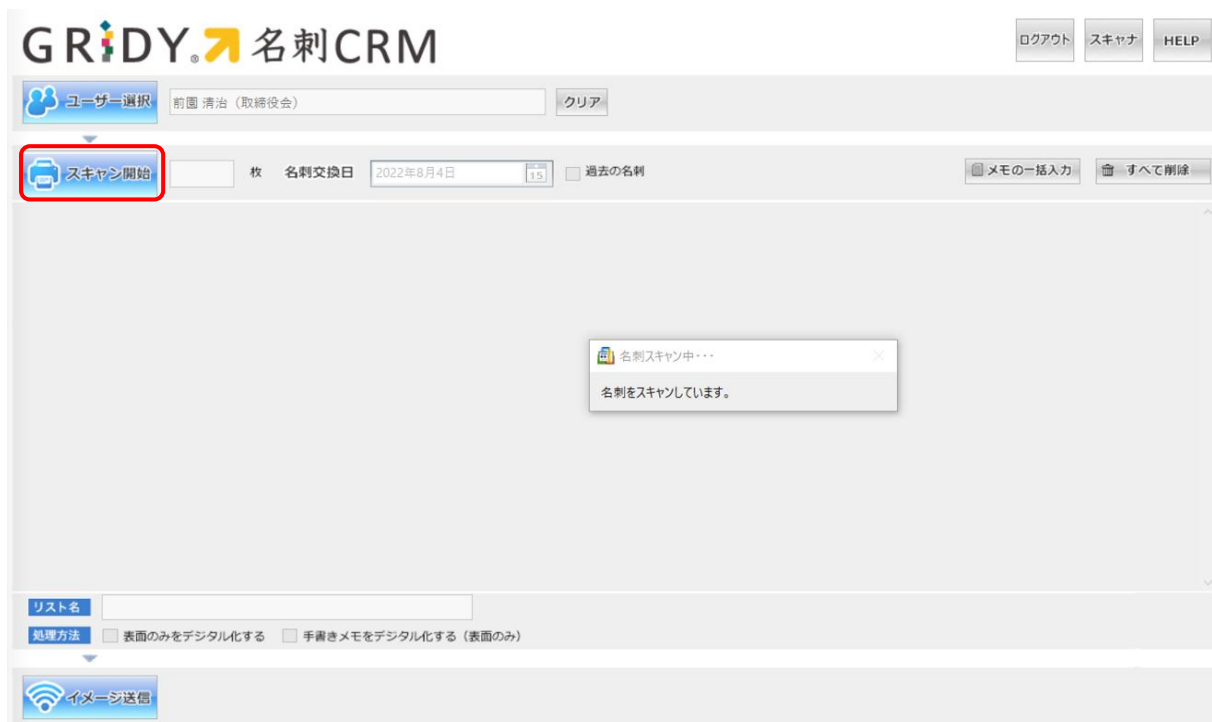 GRiDY® 名刺CRM
ログアウト スキャナ HELP
ユーザー選択 前園 清治（取締役会） クリア
スキャン開始 枚 名刺交換日 2022年8月4日 15 過去の名刺 メモの一括入力 すべて削除
名刺スキャン中・・・
名刺をスキャンしています。
リスト名
処理方法 表面のみをデジタル化する 手書きメモをデジタル化する（表面のみ）
イメージ送信